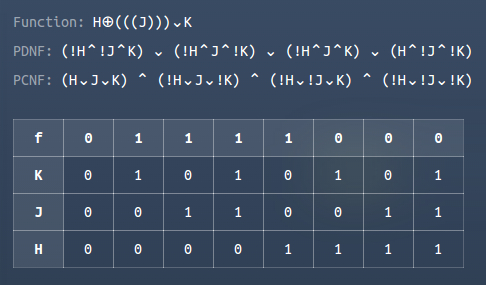 Function: H⊕(((J)))⌄K
PDNF: (!H^!J^K) ⌄ (!H^J^!K) ⌄ (!H^J^K) ⌄ (H^!J^!K)
PCNF: (H⌄J⌄K) ^ (!H⌄J⌄!K) ^ (!H⌄!J⌄K) ^ (!H⌄!J⌄!K)
f 0 1 1 1 1 0 0 0
K 0 1 0 1 0 1 0 1
J 0 0 1 1 0 0 1 1
H 0 0 0 0 1 1 1 1